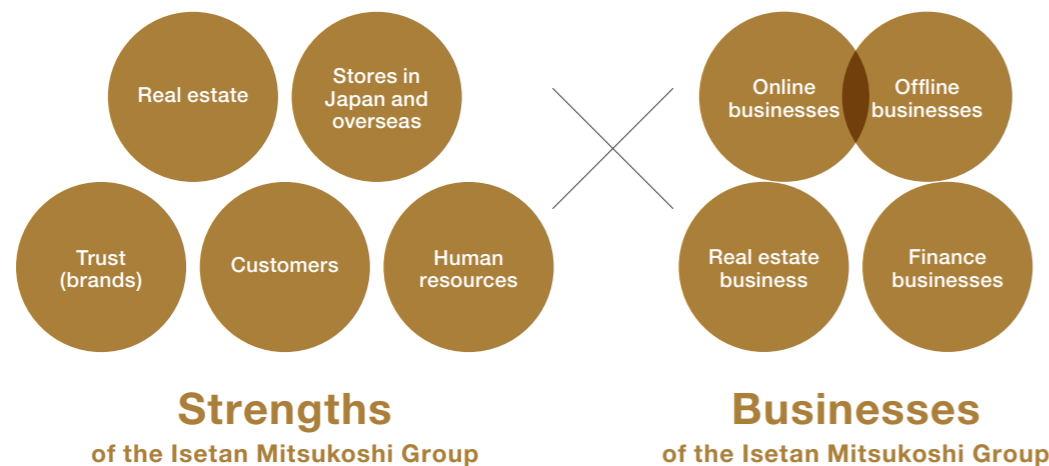 Real estate
Stores in
Japan and
overseas
Trust
(brands)
Customers
Human
resources
Strengths
of the Isetan Mitsukoshi Group
Online
businesses
Offline
businesses
Real estate
business
Finance
businesses
Businesses
of the Isetan Mitsukoshi Group